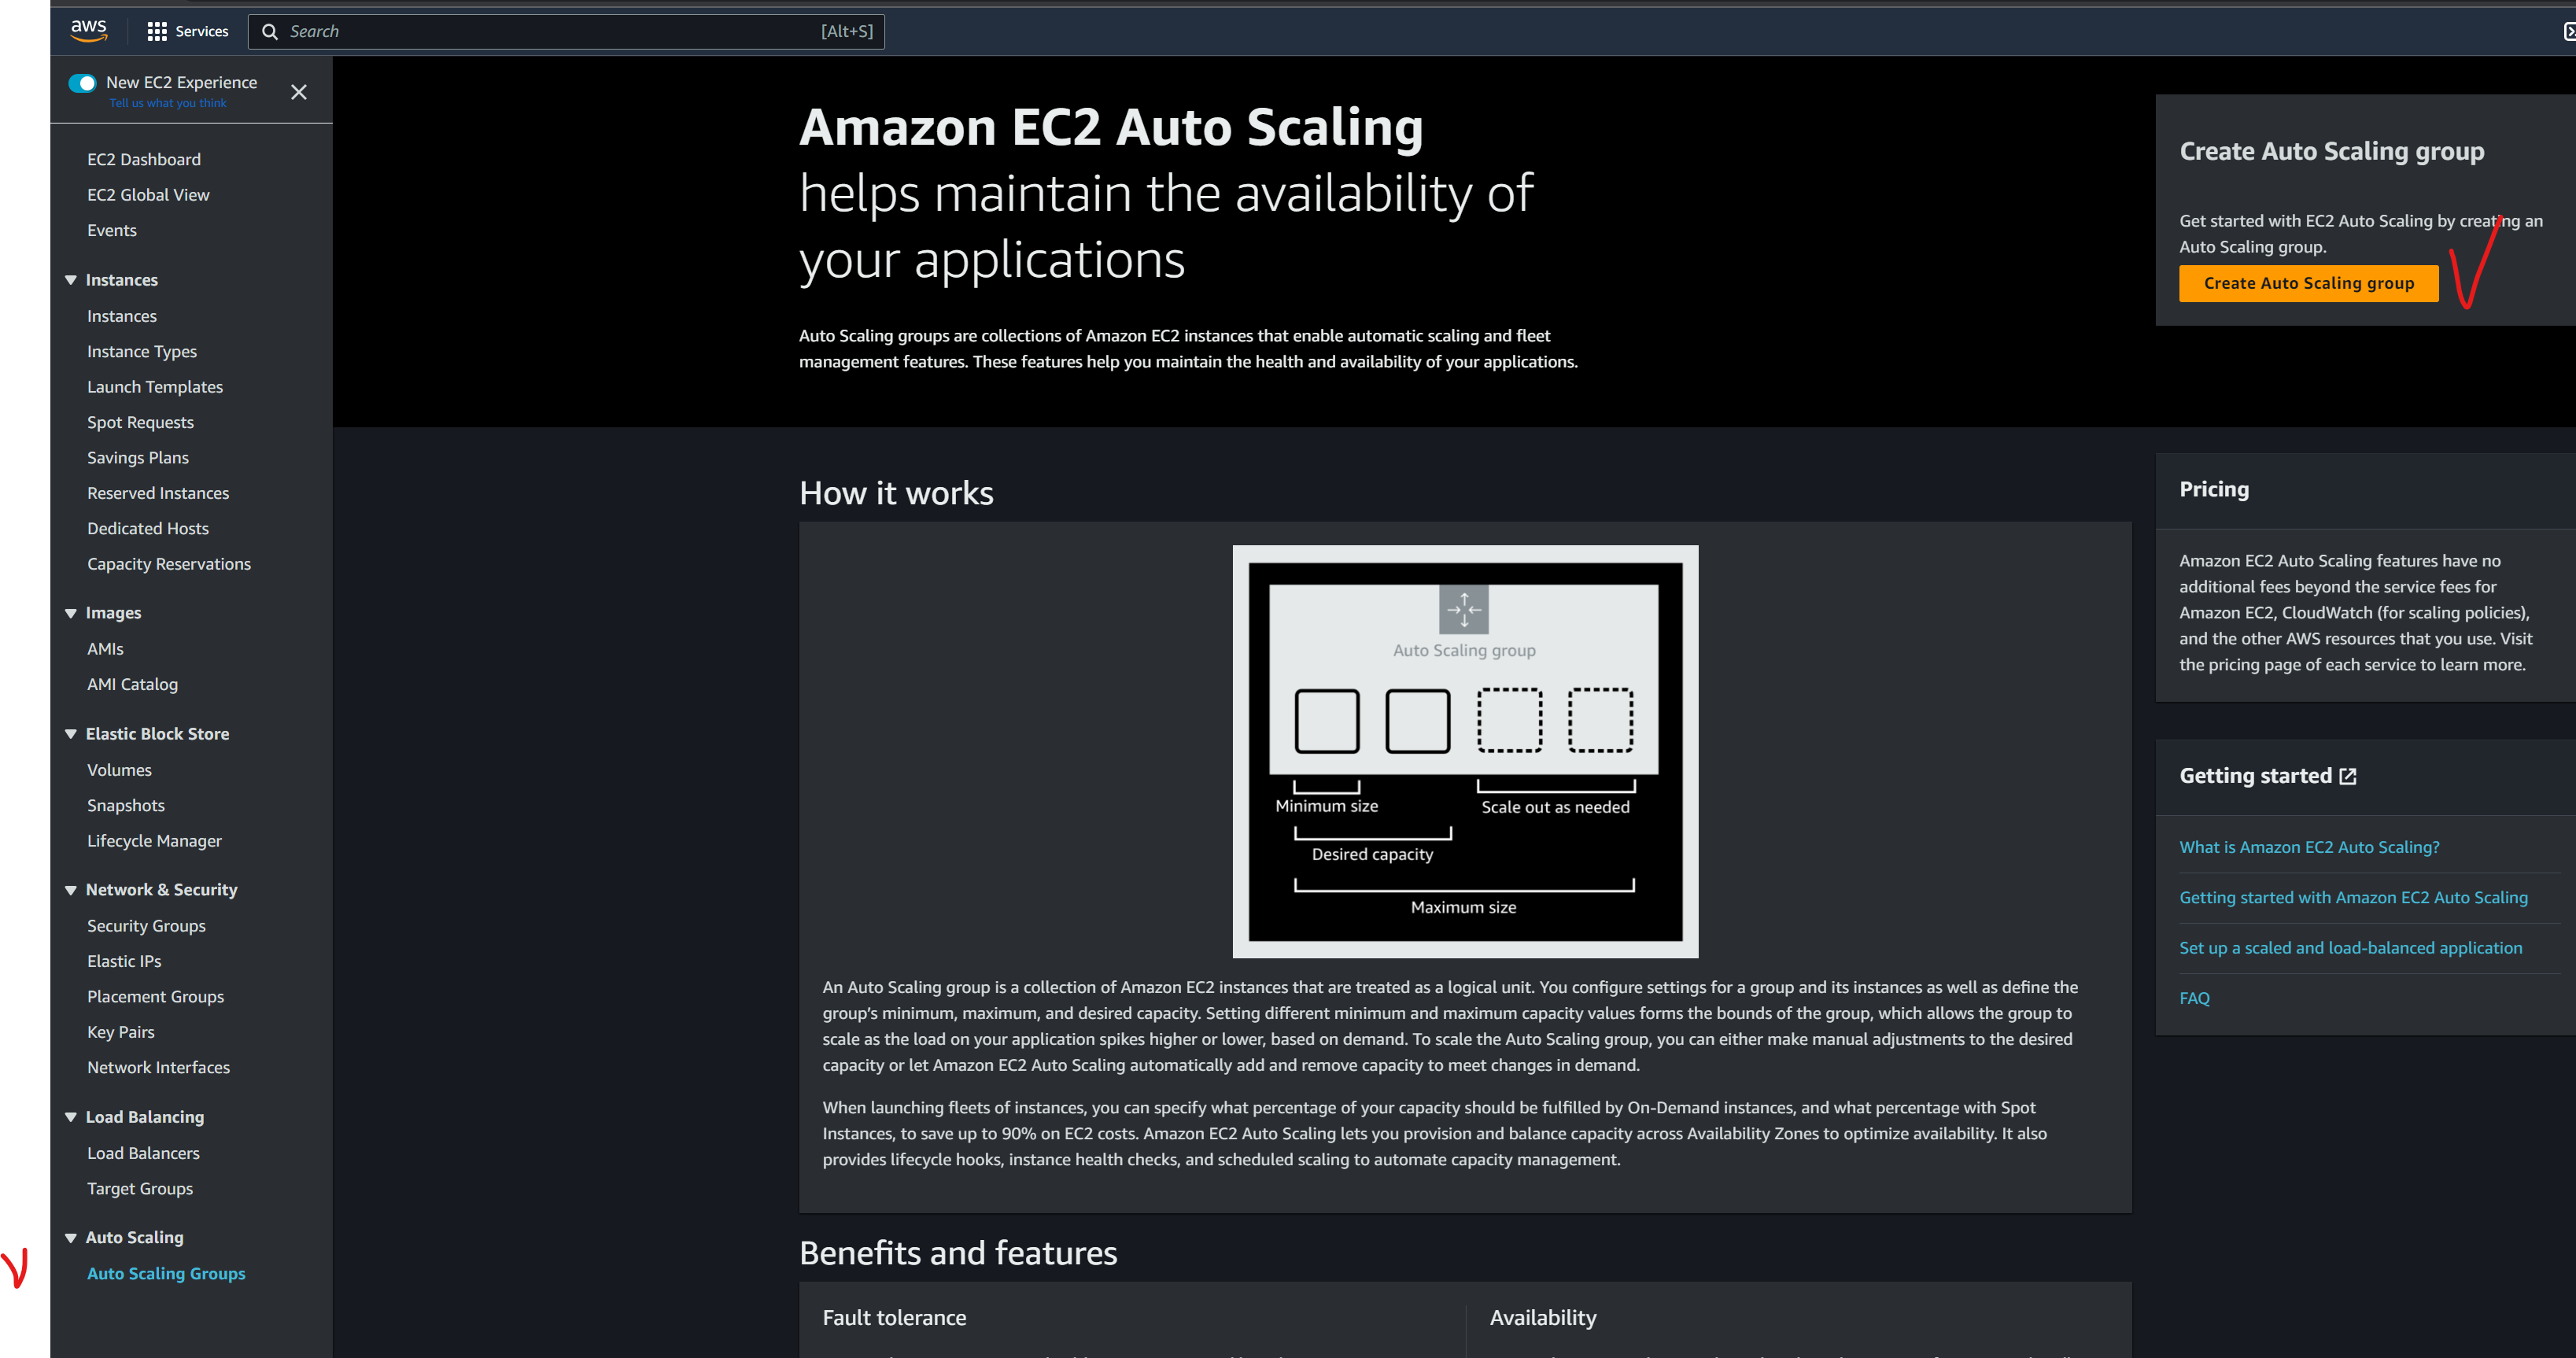 aws
Services
Search
[Alt+S]
New EC2 Experience
Tell us what you think
EC2 Dashboard
EC2 Global View
Events
Instances
Instances
Instance Types
Launch Templates
Spot Requests
Savings Plans
Reserved Instances
Dedicated Hosts
Capacity Reservations
Images
AMIs
AMI Catalog
Elastic Block Store
Volumes
Snapshots
Lifecycle Manager
Network & Security
Security Groups
Elastic IPs
Placement Groups
Key Pairs
Network Interfaces
Load Balancing
Load Balancers
Target Groups
Auto Scaling
Auto Scaling Groups
Amazon EC2 Auto Scaling
helps maintain the availability of
your applications
Auto Scaling groups are collections of Amazon EC2 instances that enable automatic scaling and fleet
management features. These features help you maintain the health and availability of your applications.
Create Auto Scaling group
Get started with EC2 Auto Scaling by creating an
Auto Scaling group.
Create Auto Scaling group
How it works
Auto Scaling group
Minimum size
Scale out as needed
Desired capacity
Maximum size
An Auto Scaling group is a collection of Amazon EC2 instances that are treated as a logical unit. You configure settings for a group and its instances as well as define the
group's minimum, maximum, and desired capacity. Setting different minimum and maximum capacity values forms the bounds of the group, which allows the group to
scale as the load on your application spikes higher or lower, based on demand. To scale the Auto Scaling group, you can either make manual adjustments to the desired
capacity or let Amazon EC2 Auto Scaling automatically add and remove capacity to meet changes in demand.
When launching fleets of instances, you can specify what percentage of your capacity should be fulfilled by On-Demand instances, and what percentage with Spot
Instances, to save up to 90% on EC2 costs. Amazon EC2 Auto Scaling lets you provision and balance capacity across Availability Zones to optimize availability. It also
provides lifecycle hooks, instance health checks, and scheduled scaling to automate capacity management.
Benefits and features
Fault tolerance
Availability
Pricing
Amazon EC2 Auto Scaling features have no
additional fees beyond the service fees for
Amazon EC2, CloudWatch (for scaling policies),
and the other AWS resources that you use. Visit
the pricing page of each service to learn more.
Getting started
What is Amazon EC2 Auto Scaling?
Getting started with Amazon EC2 Auto Scaling
Set up a scaled and load-balanced application
FAQ